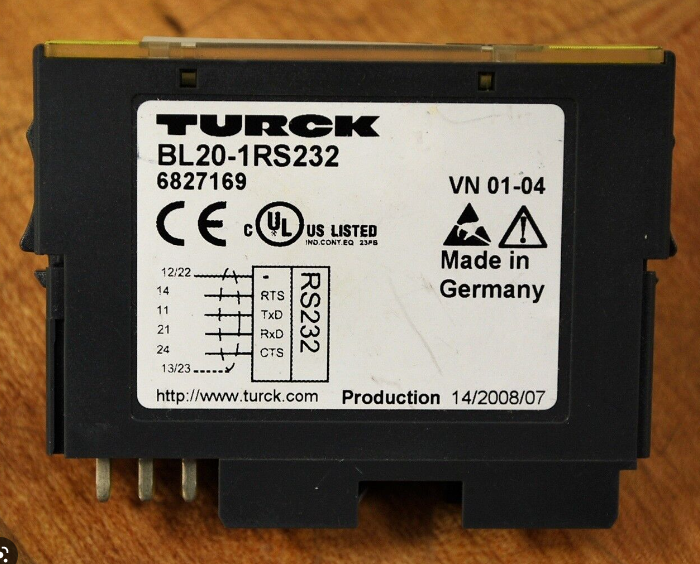 TURCK
BL20-1RS232
6827169
VN 01-04
CE
C UL US LISTED
IND.CONT.EQ 23FB
Made in
Germany
12/22 -
14 RTS
11 TxD
21 RxD
24 CTS
13/23
RS232
http://www.turck.com Production 14/2008/07